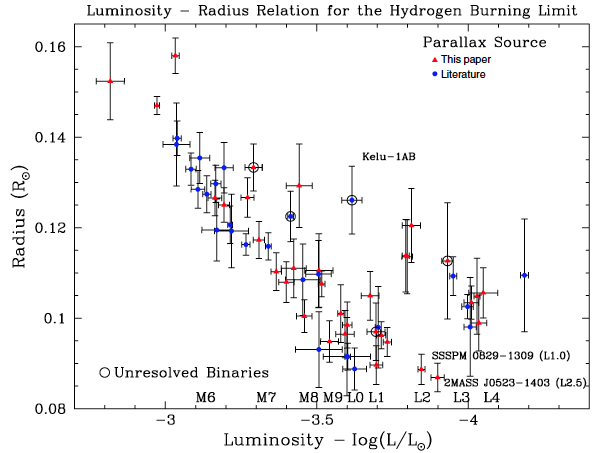 Luminosity – Radius Relation for the Hydrogen Burning Limit
Parallax Source
This paper
Literature
Kelu-1AB
SSSPM 0829-1309 (L1.0)
2MASS J0523-1403 (L2.5)
Unresolved Binaries
M6 M7 M8 M9 L0 L1 L2 L3 L4
0.16
0.14
0.12
0.1
0.08
Radius (R☉)
-3 -3.5 -4
Luminosity – log(L/L☉)